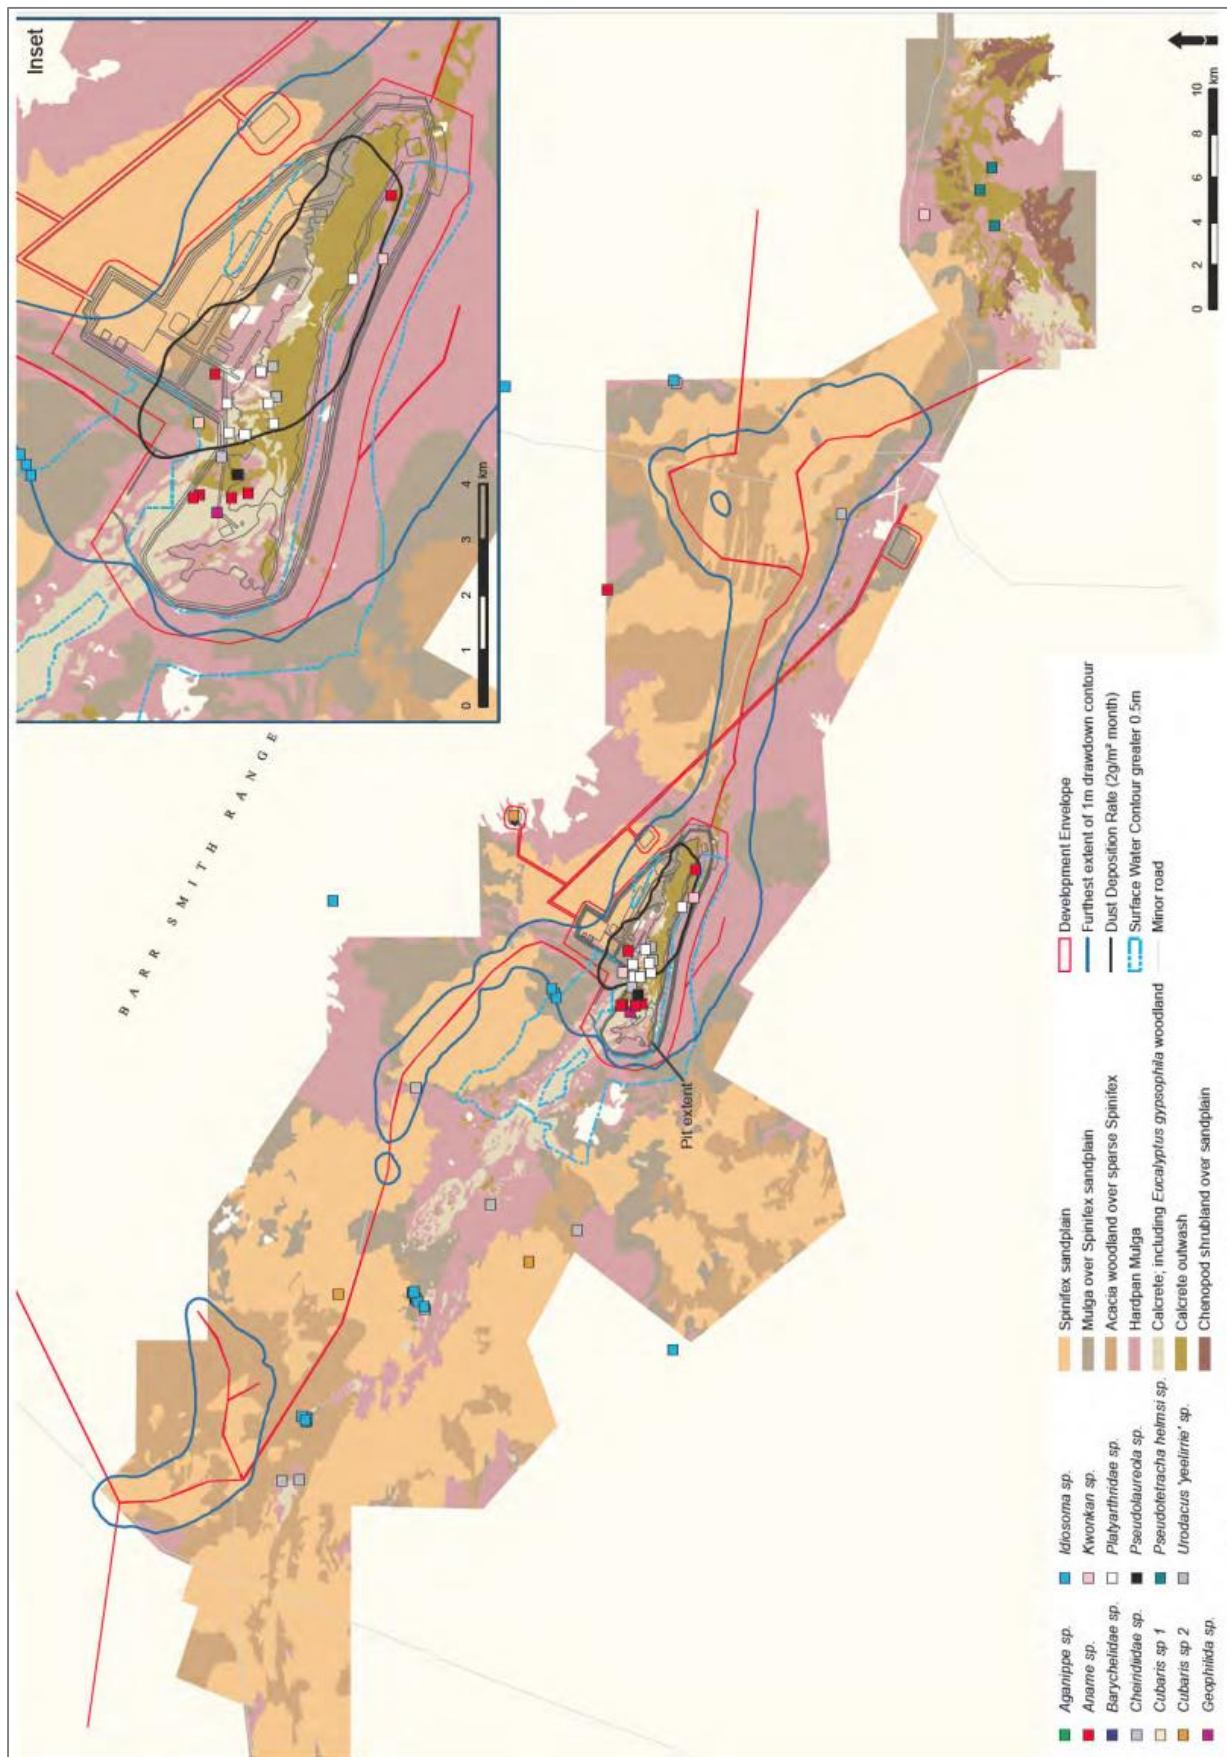 Inset
0 1 2 4
km
BARR SMITH RANGE
Pit extent
0 2 4 6 8 10
km
Aganippe sp.
Aname sp.
Barychelidae sp.
Cheiridiidae sp.
Cubaris sp 1
Cubaris sp 2
Geophilida sp.
Idiosoma sp.
Kwonkan sp.
Platyarthridae sp.
Pseudolaureola sp.
Pseudotetracha helmsi sp.
Urodacus 'yeelirrie' sp.
Spinifex sandplain
Mulga over Spinifex sandplain
Acacia woodland over sparse Spinifex
Hardpan Mulga
Calcrete; including Eucalyptus gypsophila woodland
Calcrete outwash
Chenopod shrubland over sandplain
Development Envelope
Furthest extent of 1m drawdown contour
Dust Deposition Rate (2g/m² month)
Surface Water Contour greater 0.5m
Minor road